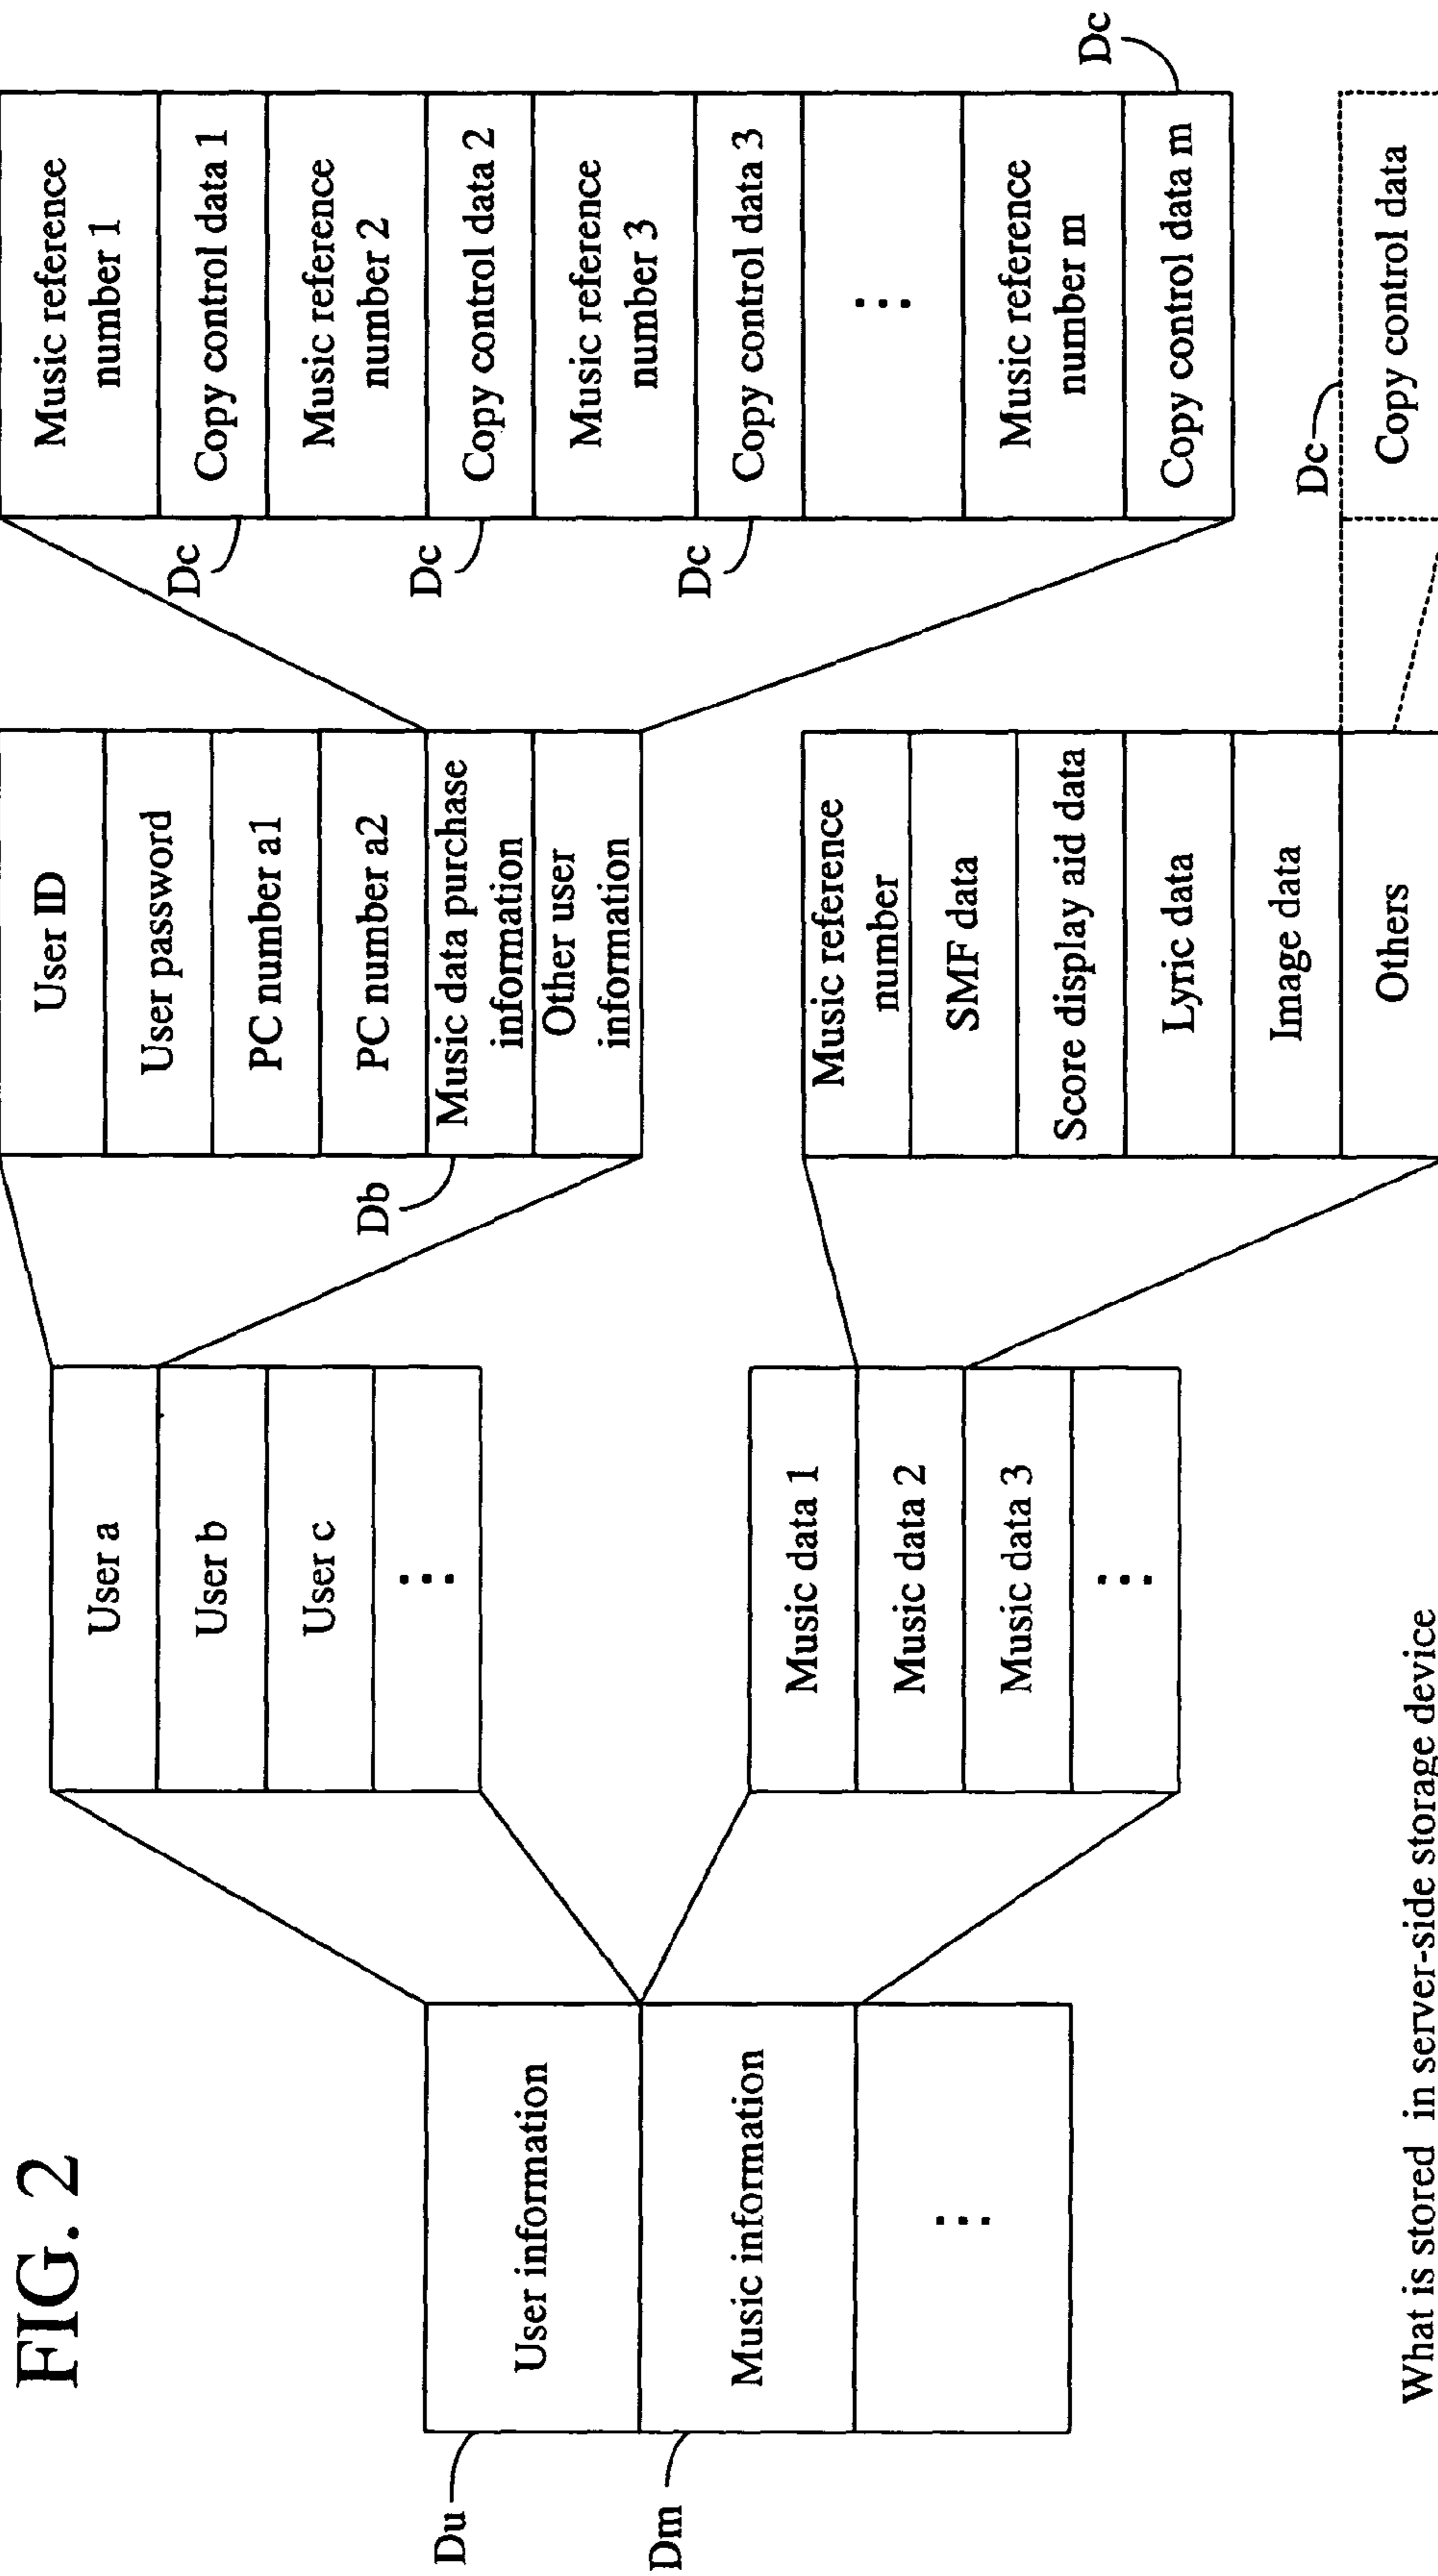 FIG. 2
Du
User information
Dm
Music information
⋮
User a
User b
User c
⋮
Music data 1
Music data 2
Music data 3
⋮
User ID
User password
PC number a1
PC number a2
Db
Music data purchase
information
Other user
information
Music reference
number
SMF data
Score display aid data
Lyric data
Image data
Others
Music reference
number 1
Dc
Copy control data 1
Music reference
number 2
Dc
Copy control data 2
Music reference
number 3
Dc
Copy control data 3
⋮
Music reference
number m
Copy control data m
Dc
Dc
Copy control data
What is stored in server-side storage device